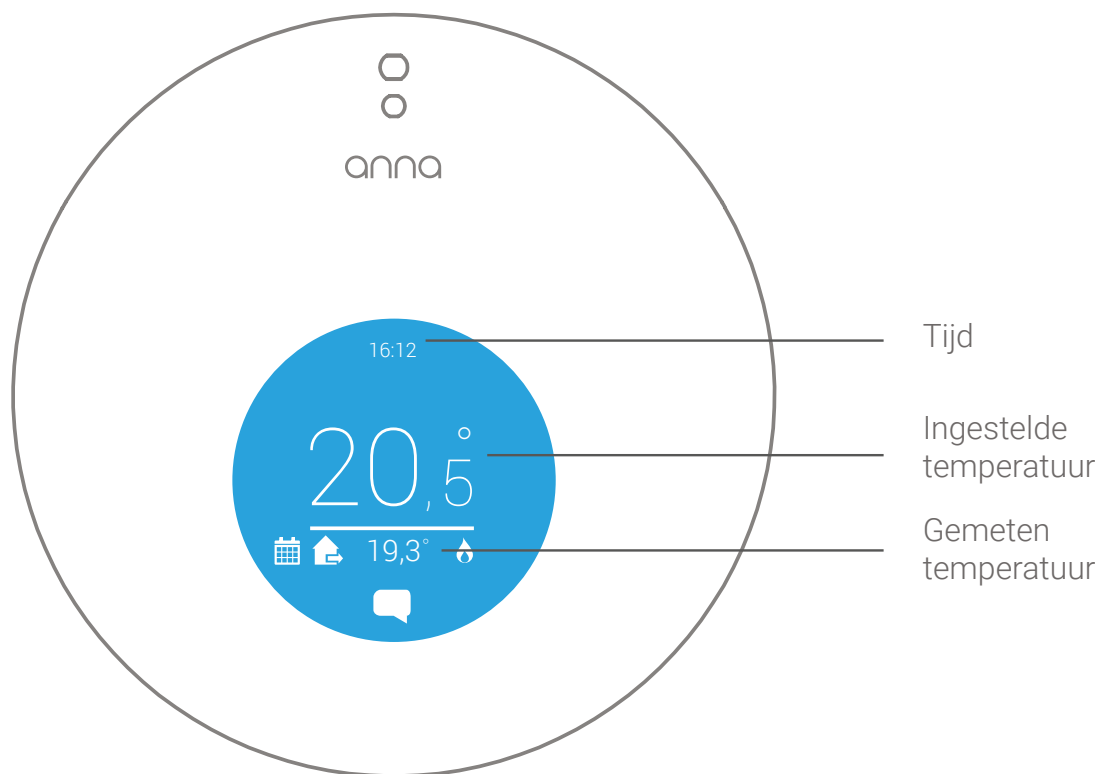 anna
16:12
Tijd
20,5°
Ingestelde
temperatuur
19,3°
Gemeten
temperatuur